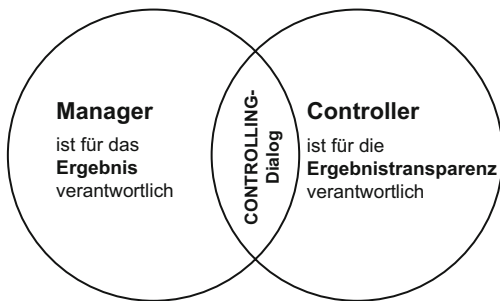 Manager
ist für das
Ergebnis
verantwortlich
CONTROLLING-
Dialog
Controller
ist für die
Ergebnistransparenz
verantwortlich